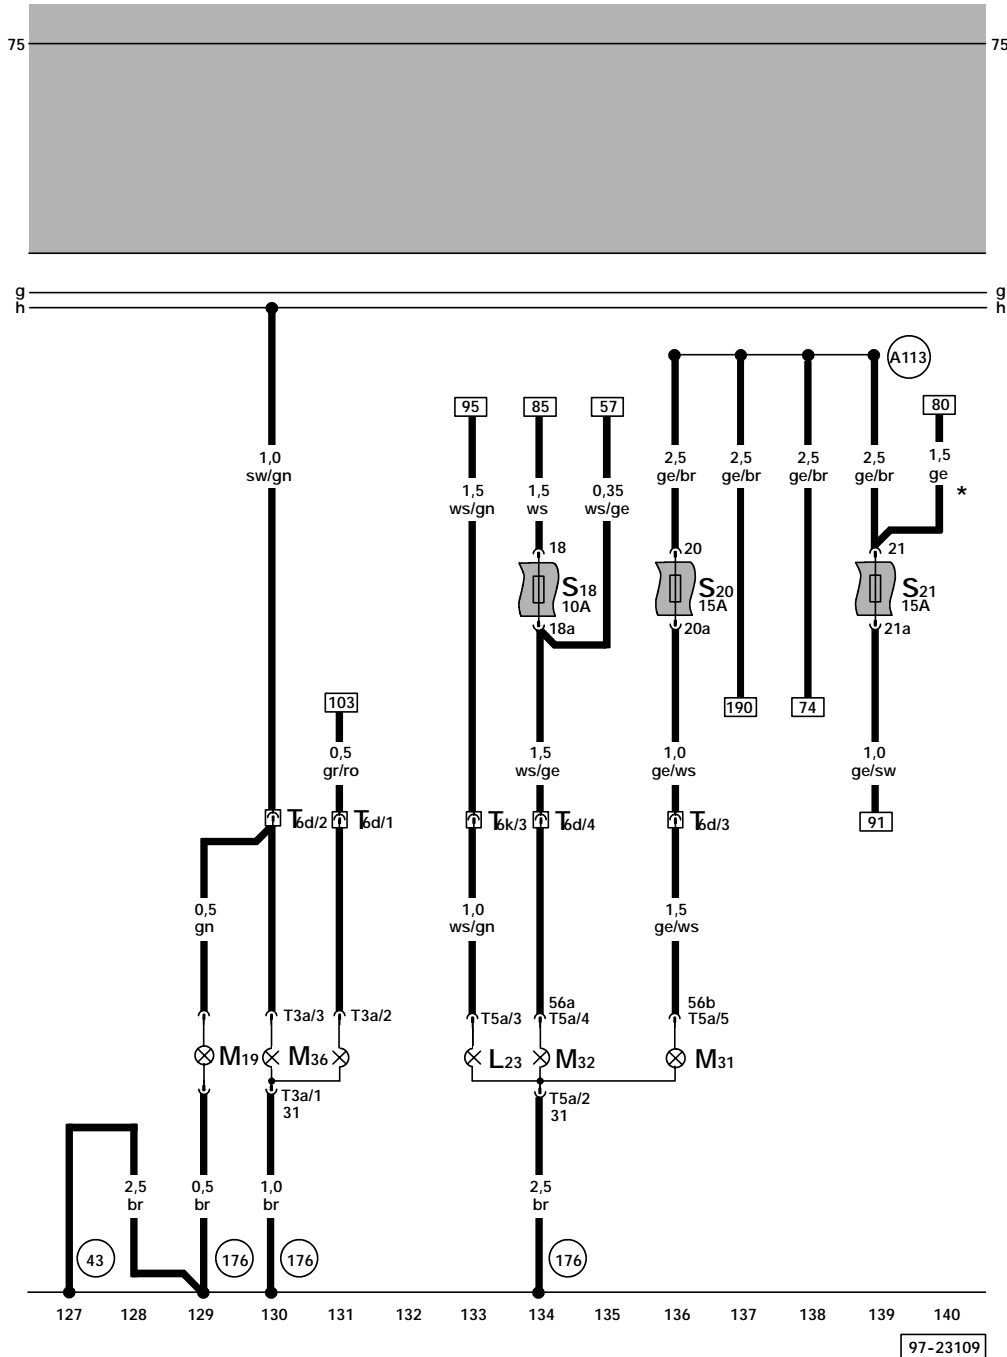 75 75
g g
h h
A113
95 85 57 80
1,0
sw/gn
1,5
ws/gn
1,5
ws
0,35
ws/ge
2,5
ge/br
2,5
ge/br
2,5
ge/br
2,5
ge/br
1,5
ge
*
18
S18
10A
18a
20
S20
15A
20a
21
S21
15A
21a
103
190
74
0,5
gr/ro
1,5
ws/ge
1,0
ge/ws
1,0
ge/sw
T6d/2
T6d/1
T6k/3
T6d/4
T6d/3
91
0,5
gn
1,0
ws/gn
1,5
ge/ws
T3a/3
T3a/2
T5a/3
56a
T5a/4
56b
T5a/5
M19
M36
L23
M32
M31
T3a/1
31
T5a/2
31
2,5
br
0,5
br
1,0
br
2,5
br
43
176
176
176
127 128 129 130 131 132 133 134 135 136 137 138 139 140
97-23109